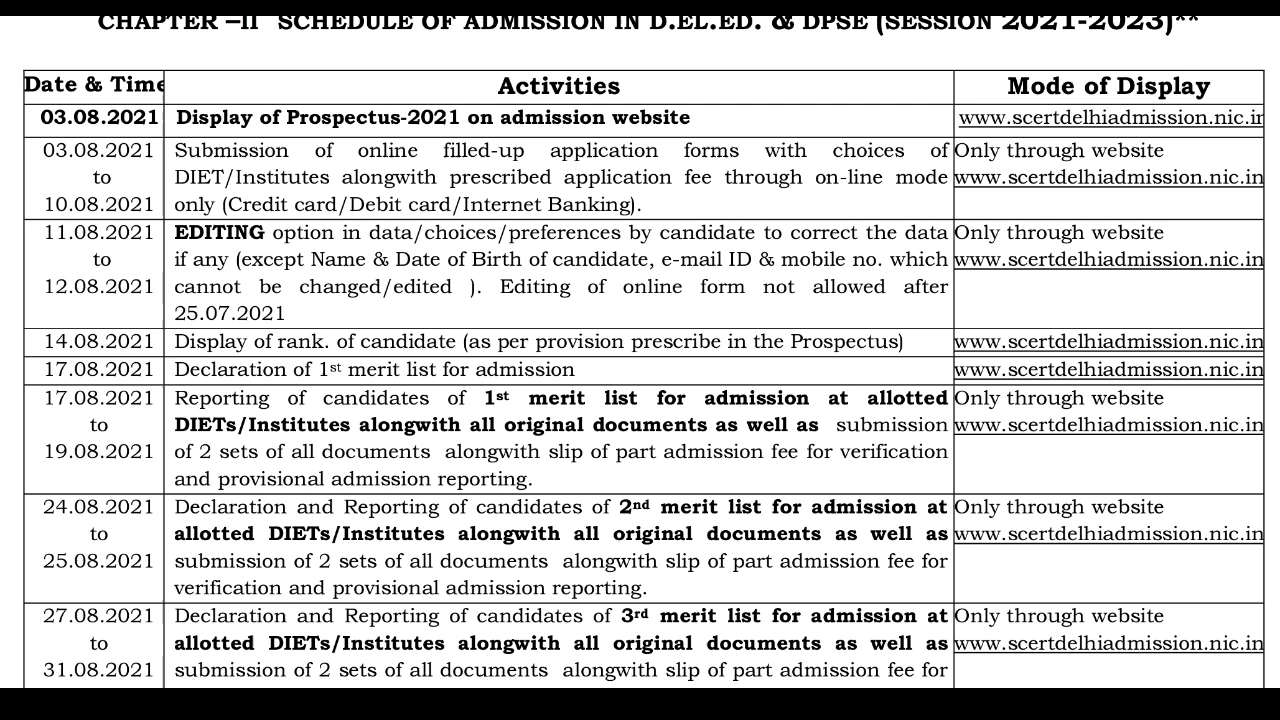 CHAPTER –II SCHEDULE OF ADMISSION IN D.EL.ED. & DPSE (SESSION 2021-2023)**
Date & Time Activities Mode of Display
03.08.2021 Display of Prospectus-2021 on admission website www.scertdelhiadmission.nic.in
03.08.2021 Submission of online filled-up application forms with choices of Only through website
to DIET/Institutes alongwith prescribed application fee through on-line mode www.scertdelhiadmission.nic.in
10.08.2021 only (Credit card/Debit card/Internet Banking).
11.08.2021 EDITING option in data/choices/preferences by candidate to correct the data Only through website
to if any (except Name & Date of Birth of candidate, e-mail ID & mobile no. which www.scertdelhiadmission.nic.in
12.08.2021 cannot be changed/edited ). Editing of online form not allowed after
25.07.2021
14.08.2021 Display of rank. of candidate (as per provision prescribe in the Prospectus) www.scertdelhiadmission.nic.in
17.08.2021 Declaration of 1st merit list for admission www.scertdelhiadmission.nic.in
17.08.2021 Reporting of candidates of 1st merit list for admission at allotted Only through website
to DIETs/Institutes alongwith all original documents as well as submission www.scertdelhiadmission.nic.in
19.08.2021 of 2 sets of all documents alongwith slip of part admission fee for verification
and provisional admission reporting.
24.08.2021 Declaration and Reporting of candidates of 2nd merit list for admission at Only through website
to allotted DIETs/Institutes alongwith all original documents as well as www.scertdelhiadmission.nic.in
25.08.2021 submission of 2 sets of all documents alongwith slip of part admission fee for
verification and provisional admission reporting.
27.08.2021 Declaration and Reporting of candidates of 3rd merit list for admission at Only through website
to allotted DIETs/Institutes alongwith all original documents as well as www.scertdelhiadmission.nic.in
31.08.2021 submission of 2 sets of all documents alongwith slip of part admission fee for